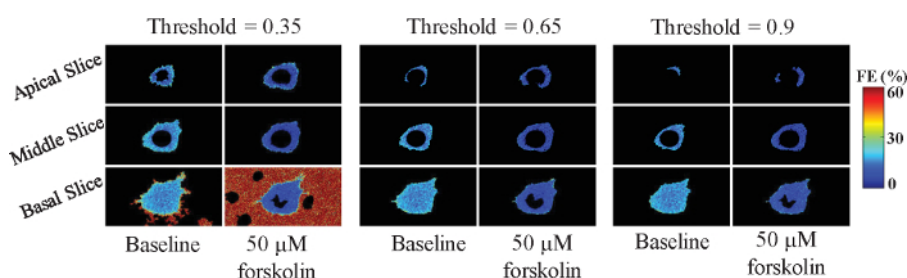 Threshold = 0.35 Threshold = 0.65 Threshold = 0.9
Apical Slice
Middle Slice
Basal Slice
FE (%)
60
30
0
Baseline 50 μM forskolin Baseline 50 μM forskolin Baseline 50 μM forskolin